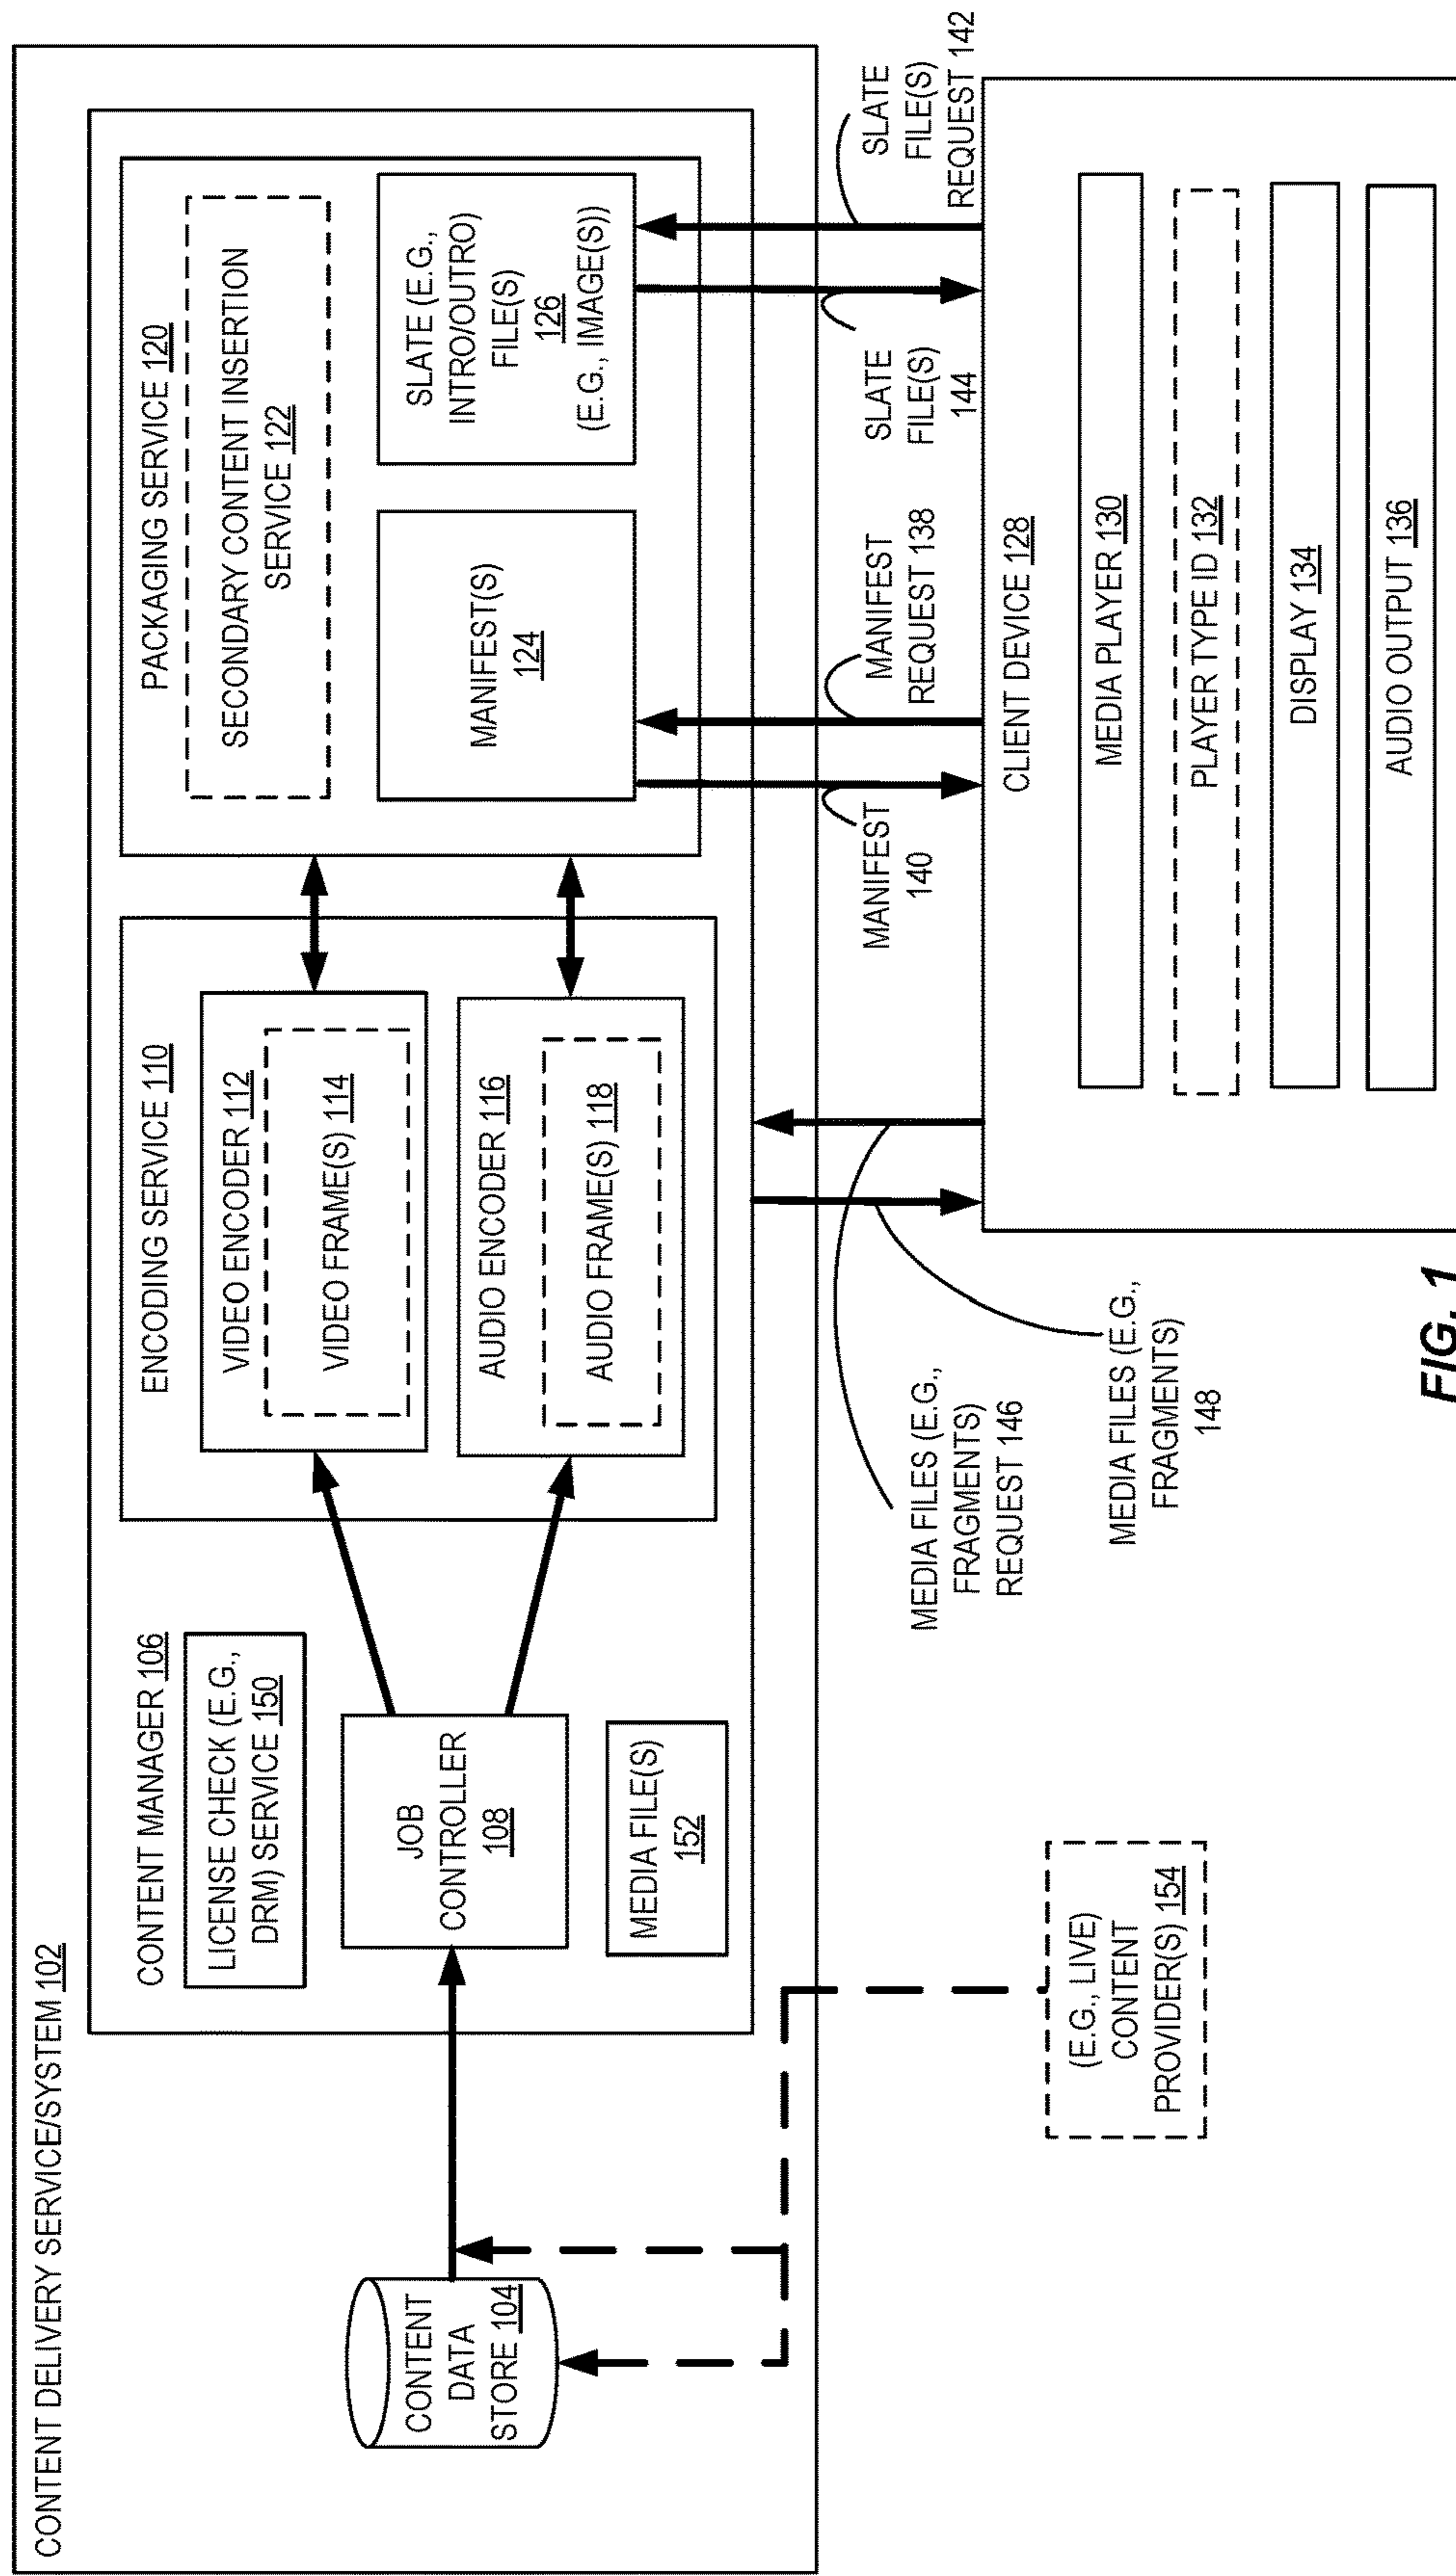 CONTENT DELIVERY SERVICE/SYSTEM 102
CONTENT
DATA
STORE 104
CONTENT MANAGER 106
LICENSE CHECK (E.G.,
DRM) SERVICE 150
JOB
CONTROLLER
108
MEDIA FILE(S)
152
ENCODING SERVICE 110
VIDEO ENCODER 112
VIDEO FRAME(S) 114
AUDIO ENCODER 116
AUDIO FRAME(S) 118
PACKAGING SERVICE 120
SECONDARY CONTENT INSERTION
SERVICE 122
MANIFEST(S)
124
SLATE (E.G.,
INTRO/OUTRO)
FILE(S)
126
(E.G., IMAGE(S))
(E.G., LIVE)
CONTENT
PROVIDER(S) 154
MEDIA FILES (E.G.,
FRAGMENTS)
REQUEST 146
MEDIA FILES (E.G.,
FRAGMENTS)
148
MANIFEST
140
MANIFEST
REQUEST 138
SLATE
FILE(S)
144
SLATE
FILE(S)
REQUEST 142
CLIENT DEVICE 128
MEDIA PLAYER 130
PLAYER TYPE ID 132
DISPLAY 134
AUDIO OUTPUT 136
FIG. 1